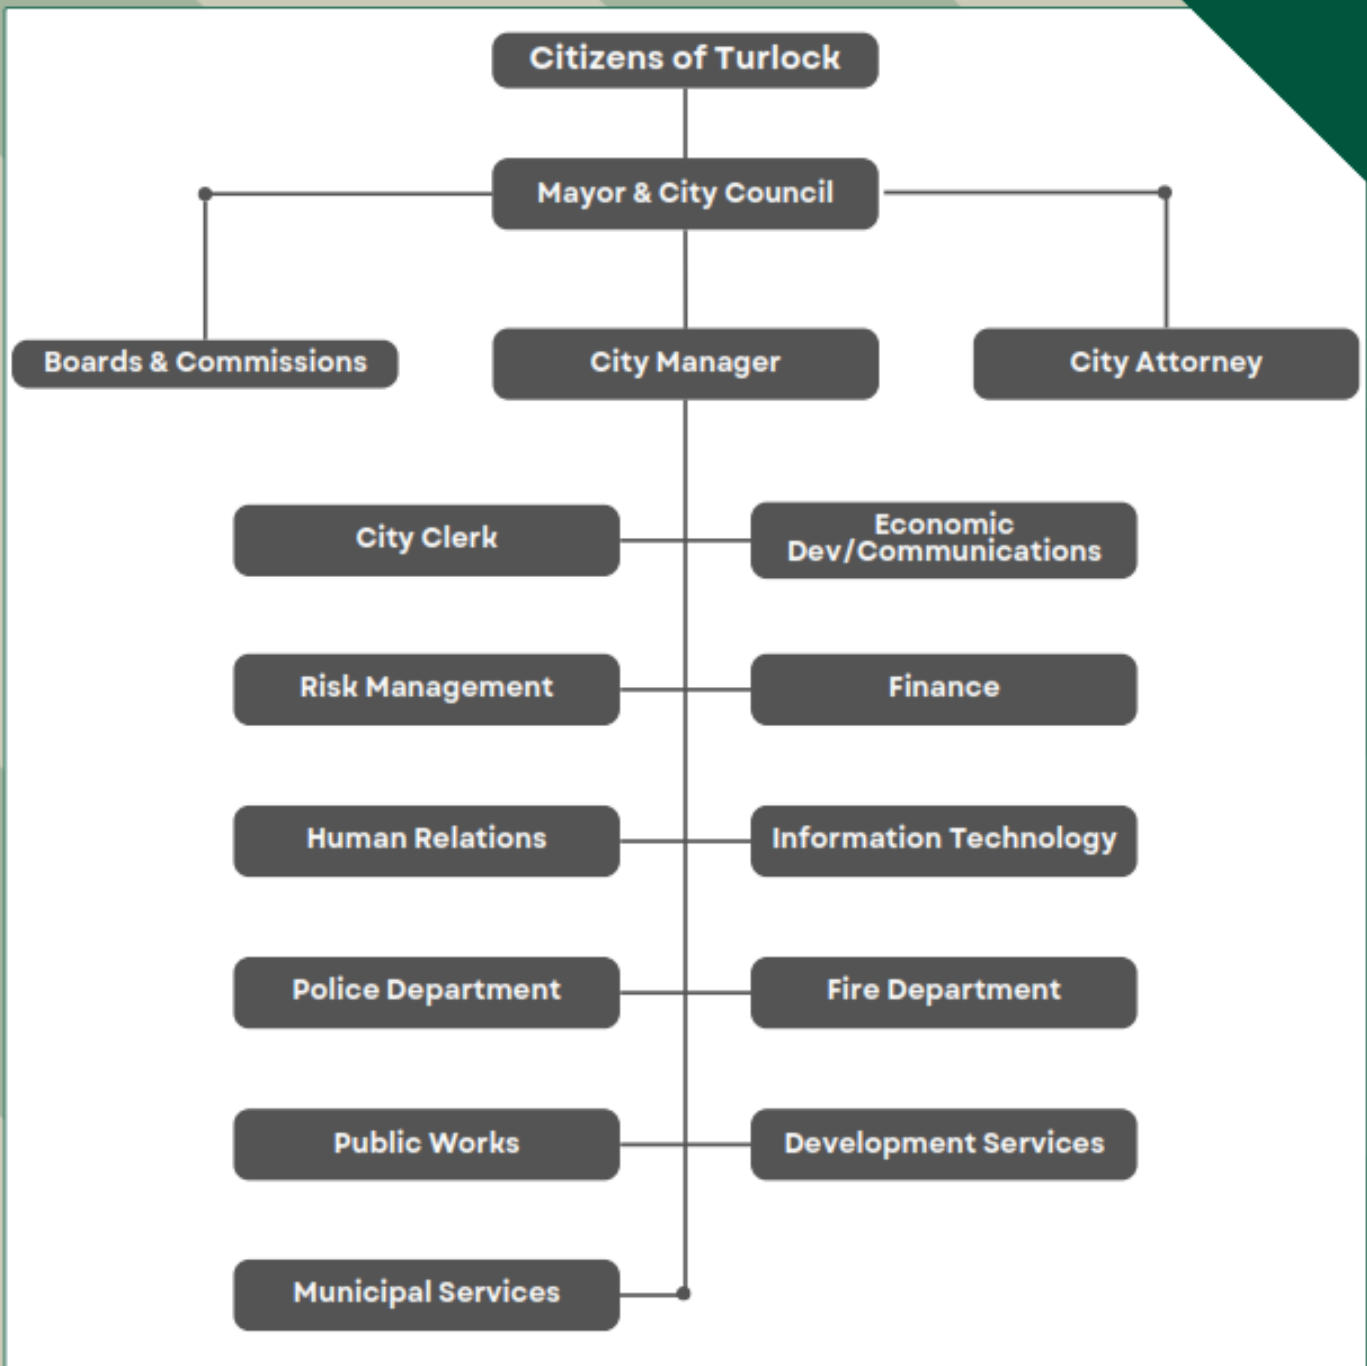 Citizens of Turlock
Mayor & City Council
Boards & Commissions
City Manager
City Attorney
City Clerk
Economic
Dev/Communications
Risk Management
Finance
Human Relations
Information Technology
Police Department
Fire Department
Public Works
Development Services
Municipal Services